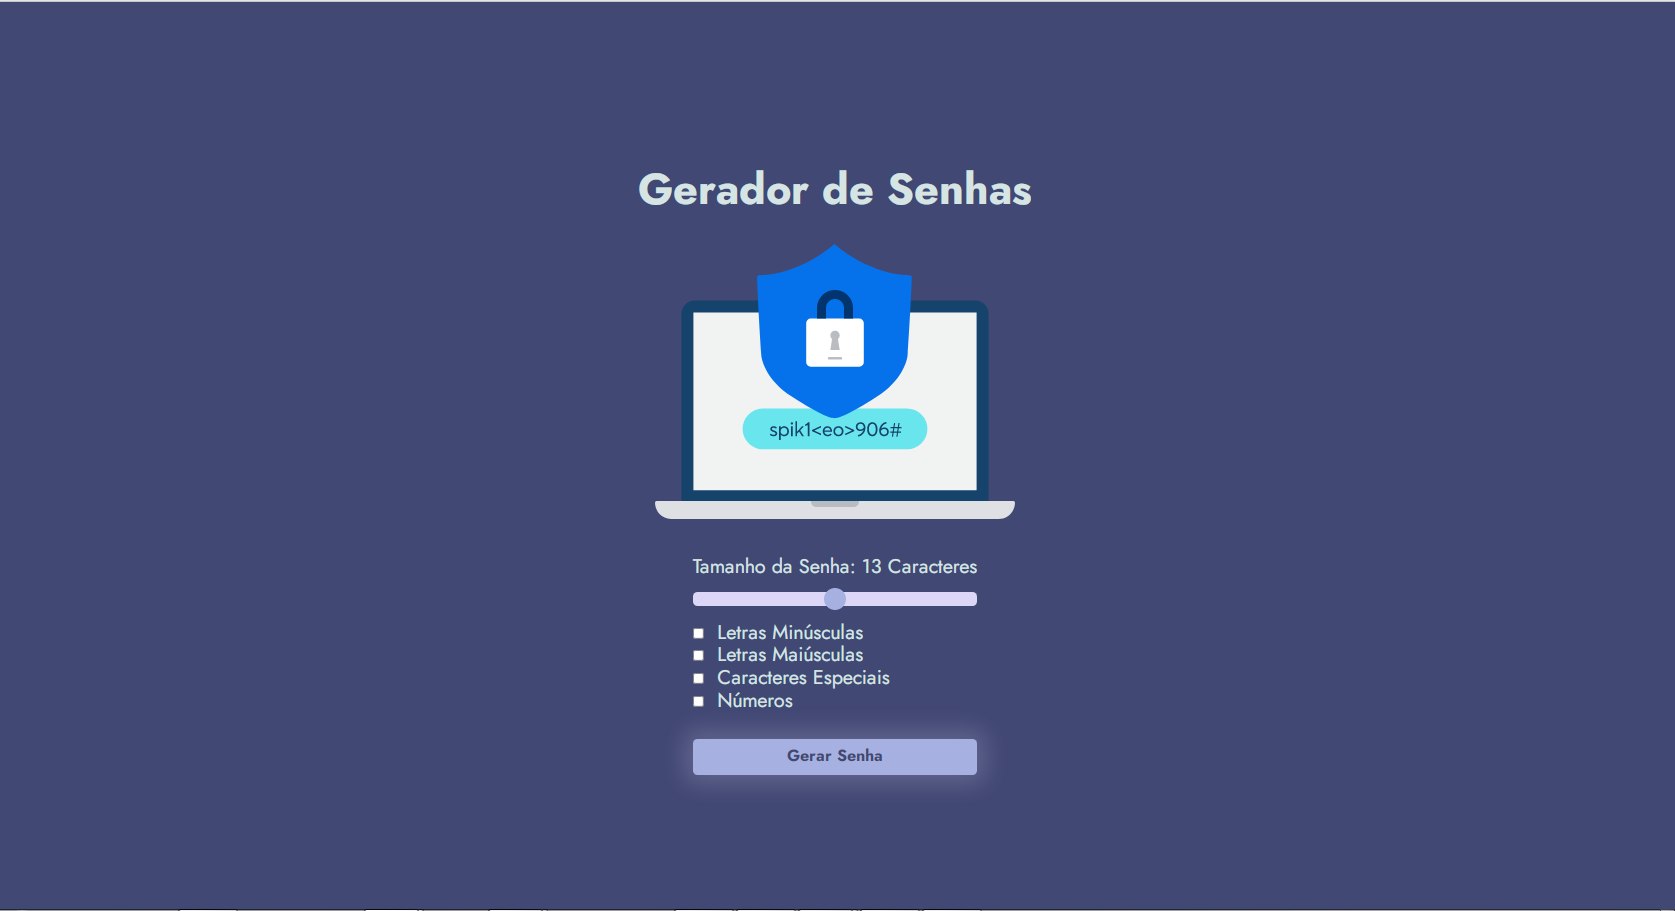 Gerador de Senhas
spik1<eo>906#
Tamanho da Senha: 13 Caracteres
Letras Minúsculas
Letras Maiúsculas
Caracteres Especiais
Números
Gerar Senha